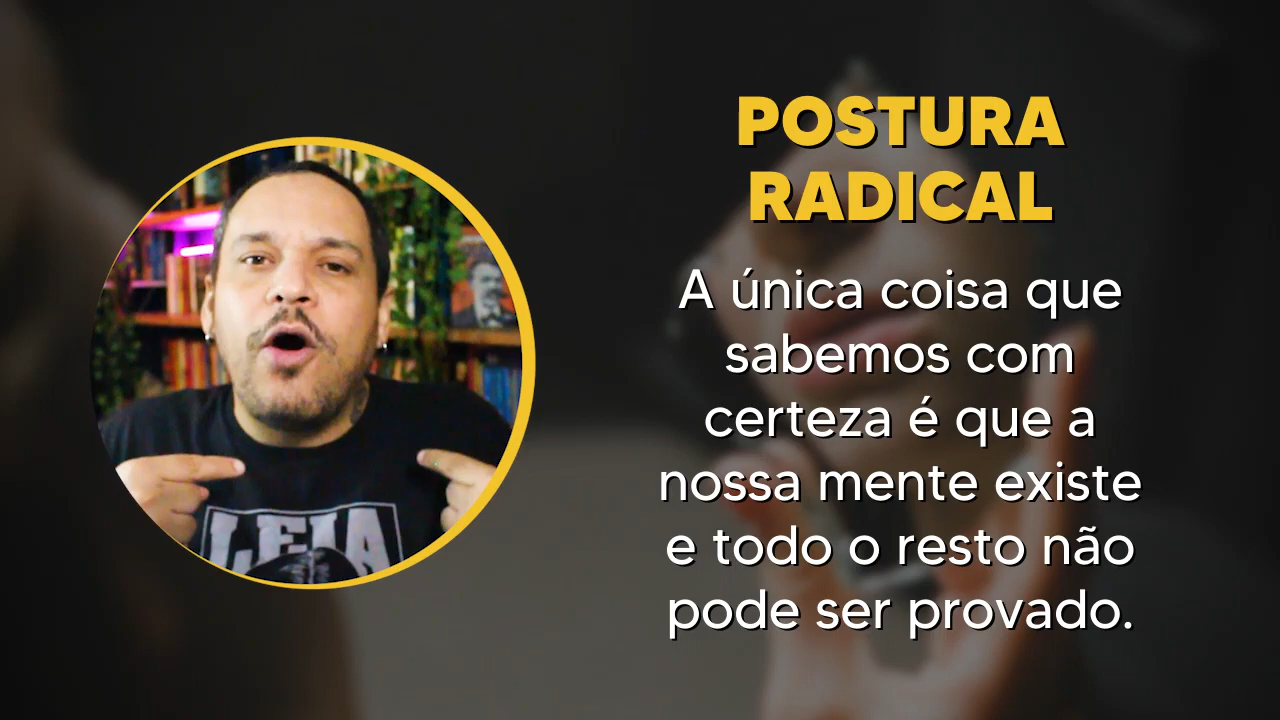 POSTURA
RADICAL
A única coisa que
sabemos com
certeza é que a
nossa mente existe
e todo o resto não
pode ser provado.
LEIA